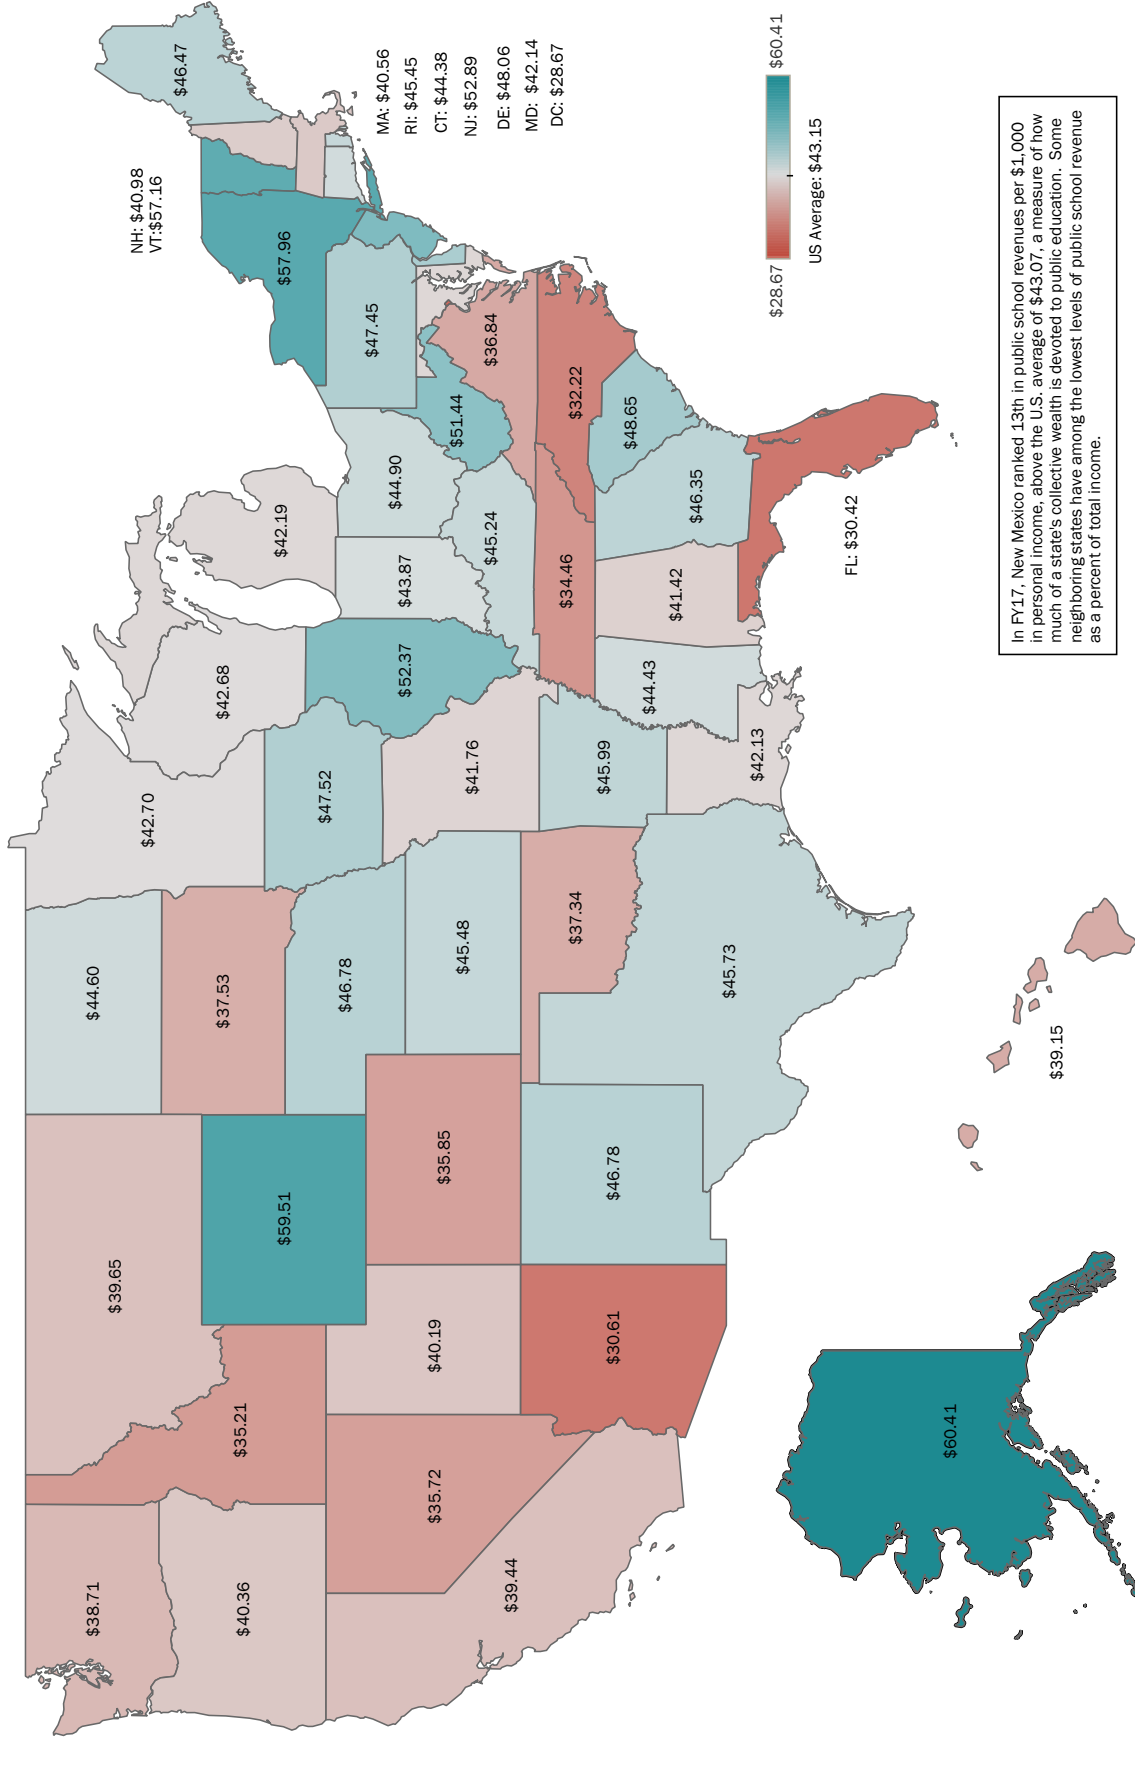 $38.71
$40.36
$39.44
$35.72
$35.21
$39.65
$59.51
$40.19
$30.61
$35.85
$46.78
$44.60
$37.53
$46.78
$45.48
$37.34
$45.73
$42.70
$47.52
$41.76
$45.99
$42.13
$42.68
$52.37
$44.43
$42.19
$43.87
$44.90
$45.24
$34.46
$41.42
$46.35
$48.65
$32.22
$36.84
$51.44
$47.45
$57.96
$46.47
NH: $40.98
VT:$57.16
MA: $40.56
RI: $45.45
CT: $44.38
NJ: $52.89
DE: $48.06
MD: $42.14
DC: $28.67
FL: $30.42
$60.41
$39.15
$28.67
$60.41
US Average: $43.15
In FY17, New Mexico ranked 13th in public school revenues per $1,000
in personal income, above the U.S. average of $43.07, a measure of how
much of a state's collective wealth is devoted to public education. Some
neighboring states have among the lowest levels of public school revenue
as a percent of total income.